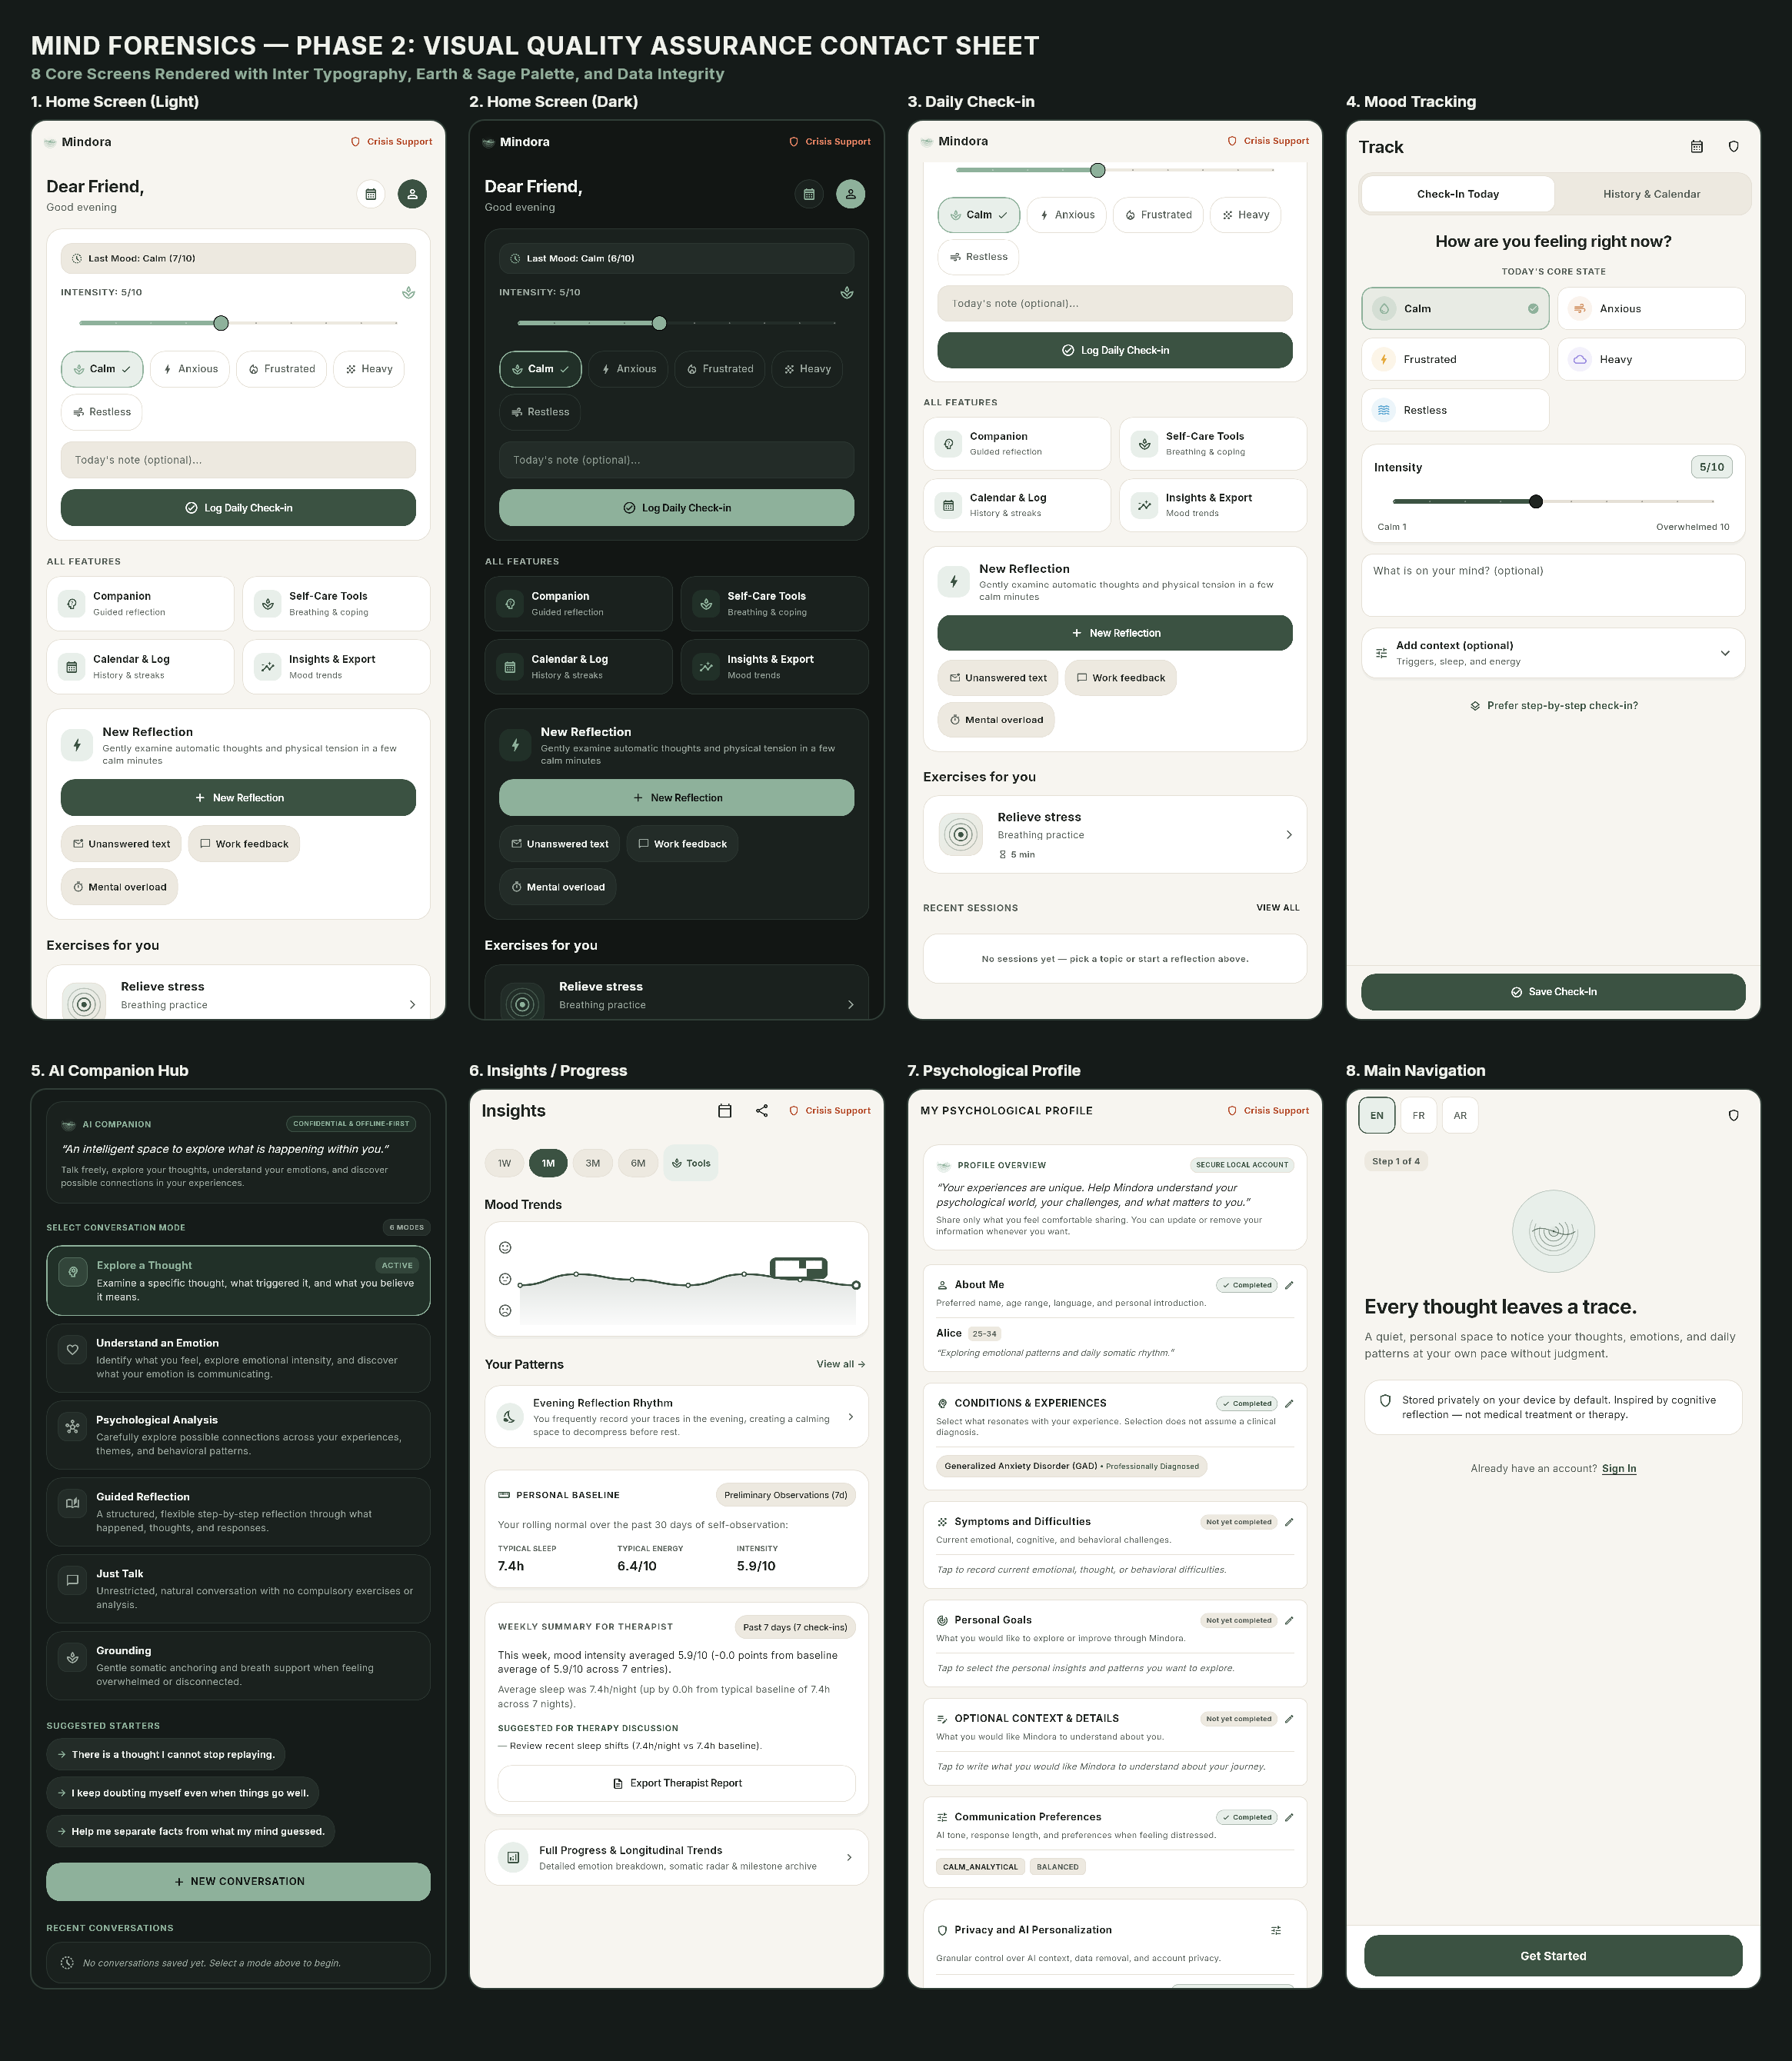 MIND FORENSICS — PHASE 2: VISUAL QUALITY ASSURANCE CONTACT SHEET
8 Core Screens Rendered with Inter Typography, Earth & Sage Palette, and Data Integrity
1. Home Screen (Light)
Mindora
Crisis Support
Dear Friend,
Good evening
Last Mood: Calm (7/10)
INTENSITY: 5/10
Calm
Anxious
Frustrated
Heavy
Restless
Today's note (optional)...
Log Daily Check-in
ALL FEATURES
Companion
Guided reflection
Self-Care Tools
Breathing & coping
Calendar & Log
History & streaks
Insights & Export
Mood trends
New Reflection
Gently examine automatic thoughts and physical tension in a few
calm minutes
New Reflection
Unanswered text
Work feedback
Mental overload
Exercises for you
Relieve stress
Breathing practice
2. Home Screen (Dark)
Mindora
Crisis Support
Dear Friend,
Good evening
Last Mood: Calm (6/10)
INTENSITY: 5/10
Calm
Anxious
Frustrated
Heavy
Restless
Today's note (optional)...
Log Daily Check-in
ALL FEATURES
Companion
Guided reflection
Self-Care Tools
Breathing & coping
Calendar & Log
History & streaks
Insights & Export
Mood trends
New Reflection
Gently examine automatic thoughts and physical tension in a few
calm minutes
New Reflection
Unanswered text
Work feedback
Mental overload
Exercises for you
Relieve stress
Breathing practice
3. Daily Check-in
Mindora
Crisis Support
Calm
Anxious
Frustrated
Heavy
Restless
Today's note (optional)...
Log Daily Check-in
ALL FEATURES
Companion
Guided reflection
Self-Care Tools
Breathing & coping
Calendar & Log
History & streaks
Insights & Export
Mood trends
New Reflection
Gently examine automatic thoughts and physical tension in a few
calm minutes
New Reflection
Unanswered text
Work feedback
Mental overload
Exercises for you
Relieve stress
Breathing practice
5 min
RECENT SESSIONS
VIEW ALL
No sessions yet — pick a topic or start a reflection above.
4. Mood Tracking
Track
Check-In Today
History & Calendar
How are you feeling right now?
TODAY'S CORE STATE
Calm
Anxious
Frustrated
Heavy
Restless
Intensity
5/10
Calm 1
Overwhelmed 10
What is on your mind? (optional)
Add context (optional)
Triggers, sleep, and energy
Prefer step-by-step check-in?
Save Check-In
5. AI Companion Hub
AI COMPANION
CONFIDENTIAL & OFFLINE-FIRST
“An intelligent space to explore what is happening within you.”
Talk freely, explore your thoughts, understand your emotions, and discover
possible connections in your experiences.
SELECT CONVERSATION MODE
6 MODES
Explore a Thought
ACTIVE
Examine a specific thought, what triggered it, and what you believe
it means.
Understand an Emotion
Identify what you feel, explore emotional intensity, and discover
what your emotion is communicating.
Psychological Analysis
Carefully explore possible connections across your experiences,
themes, and behavioral patterns.
Guided Reflection
A structured, flexible step-by-step reflection through what
happened, thoughts, and responses.
Just Talk
Unrestricted, natural conversation with no compulsory exercises or
analysis.
Grounding
Gentle somatic anchoring and breath support when feeling
overwhelmed or disconnected.
SUGGESTED STARTERS
→ There is a thought I cannot stop replaying.
→ I keep doubting myself even when things go well.
→ Help me separate facts from what my mind guessed.
+ NEW CONVERSATION
RECENT CONVERSATIONS
No conversations saved yet. Select a mode above to begin.
6. Insights / Progress
Insights
Crisis Support
1W
1M
3M
6M
Tools
Mood Trends
Your Patterns
View all →
Evening Reflection Rhythm
You frequently record your traces in the evening, creating a calming
space to decompress before rest.
PERSONAL BASELINE
Preliminary Observations (7d)
Your rolling normal over the past 30 days of self-observation:
TYPICAL SLEEP
TYPICAL ENERGY
INTENSITY
7.4h
6.4/10
5.9/10
WEEKLY SUMMARY FOR THERAPIST
Past 7 days (7 check-ins)
This week, mood intensity averaged 5.9/10 (-0.0 points from baseline
average of 5.9/10 across 7 entries).
Average sleep was 7.4h/night (up by 0.0h from typical baseline of 7.4h
across 7 nights).
SUGGESTED FOR THERAPY DISCUSSION
— Review recent sleep shifts (7.4h/night vs 7.4h baseline).
Export Therapist Report
Full Progress & Longitudinal Trends
Detailed emotion breakdown, somatic radar & milestone archive
7. Psychological Profile
MY PSYCHOLOGICAL PROFILE
Crisis Support
PROFILE OVERVIEW
SECURE LOCAL ACCOUNT
“Your experiences are unique. Help Mindora understand your
psychological world, your challenges, and what matters to you.”
Share only what you feel comfortable sharing. You can update or remove your
information whenever you want.
About Me
Completed
Preferred name, age range, language, and personal introduction.
Alice
25-34
“Exploring emotional patterns and daily somatic rhythm.”
CONDITIONS & EXPERIENCES
Completed
Select what resonates with your experience. Selection does not assume a clinical
diagnosis.
Generalized Anxiety Disorder (GAD) • Professionally Diagnosed
Symptoms and Difficulties
Not yet completed
Current emotional, cognitive, and behavioral challenges.
Tap to record current emotional, thought, or behavioral difficulties.
Personal Goals
Not yet completed
What you would like to explore or improve through Mindora.
Tap to select the personal insights and patterns you want to explore.
OPTIONAL CONTEXT & DETAILS
Not yet completed
What you would like Mindora to understand about you.
Tap to write what you would like Mindora to understand about your journey.
Communication Preferences
Completed
AI tone, response length, and preferences when feeling distressed.
CALM_ANALYTICAL
BALANCED
Privacy and AI Personalization
Granular control over AI context, data removal, and account privacy.
8. Main Navigation
EN
FR
AR
Step 1 of 4
Every thought leaves a trace.
A quiet, personal space to notice your thoughts, emotions, and daily
patterns at your own pace without judgment.
Stored privately on your device by default. Inspired by cognitive
reflection — not medical treatment or therapy.
Already have an account? Sign In
Get Started